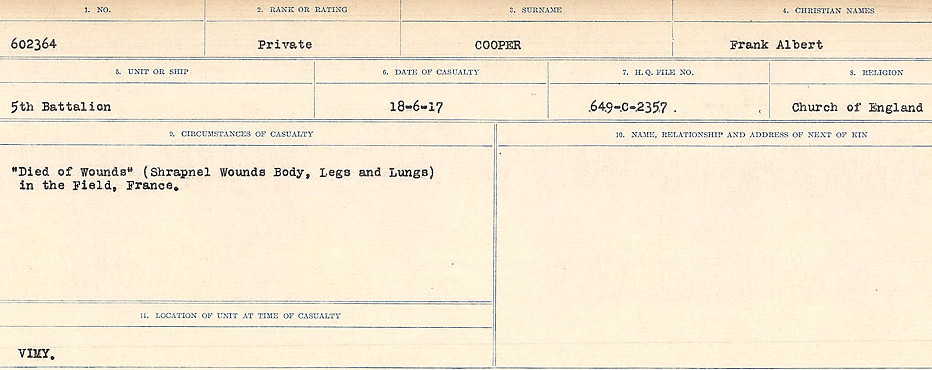 1. NO. 2. RANK OR RATING 3. SURNAME 4. CHRISTIAN NAMES
602364 Private COOPER Frank Albert
5. UNIT OR SHIP 6. DATE OF CASUALTY 7. H.Q. FILE NO. 8. RELIGION
5th Battalion 18-6-17 649-C-2357. Church of England
9. CIRCUMSTANCES OF CASUALTY 10. NAME, RELATIONSHIP AND ADDRESS OF NEXT OF KIN
"Died of Wounds" (Shrapnel Wounds Body, Legs and Lungs)
in the Field, France.
11. LOCATION OF UNIT AT TIME OF CASUALTY
VIMY.